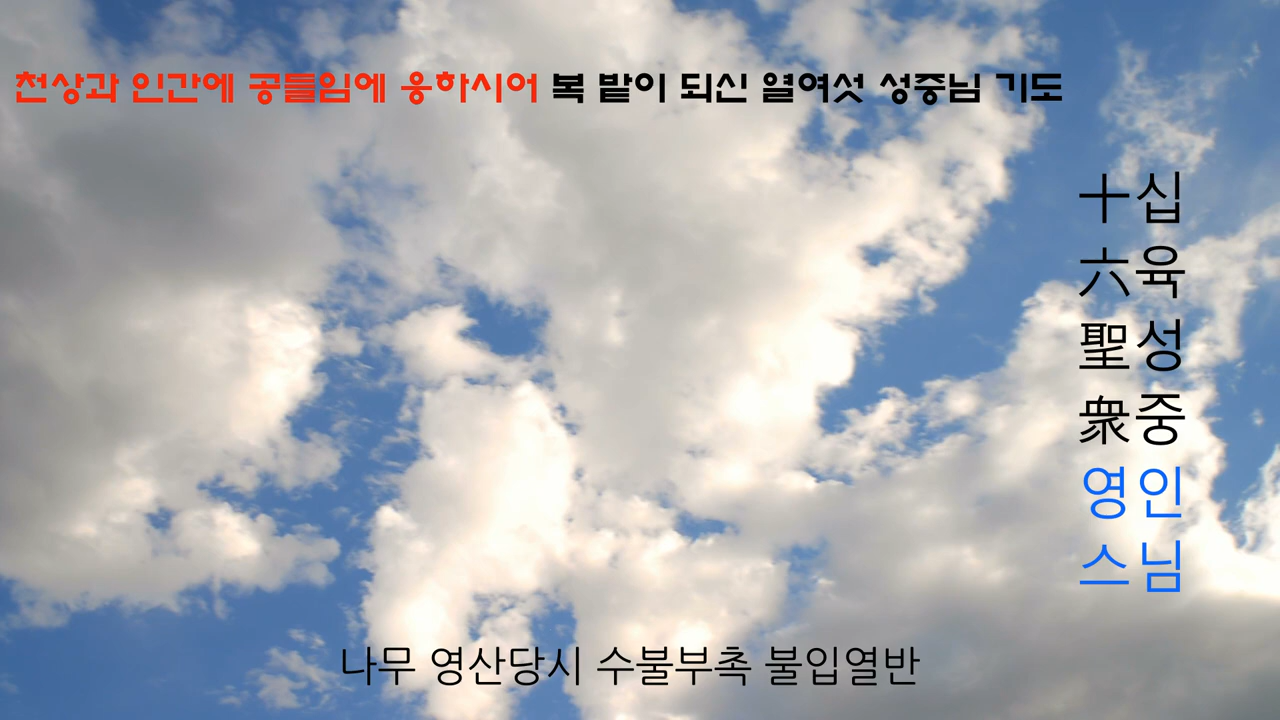 천상과 인간에 공들임에 응하시어 복 밭이 되신 열여섯 성중님 기도
十六聖衆
십육성중
영인
스님
나무 영산당시 수불부촉 불입열반